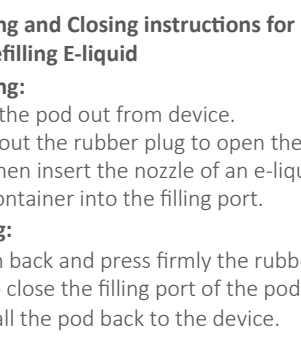 ng and Closing instructions for
efilling E-liquid
ng:
the pod out from device.
out the rubber plug to open the
hen insert the nozzle of an e-liqu
ontainer into the filling port.
g:
n back and press firmly the rubbe
close the filling port of the pod
all the pod back to the device.